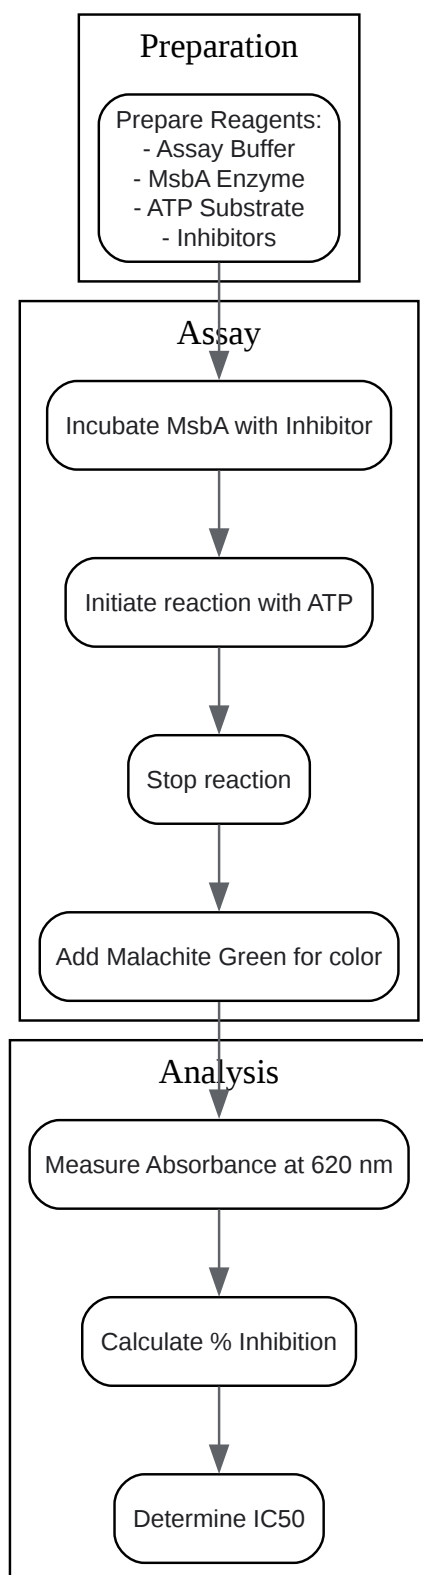 Preparation
Prepare Reagents:
- Assay Buffer
- MsbA Enzyme
- ATP Substrate
- Inhibitors
Assay
Incubate MsbA with Inhibitor
Initiate reaction with ATP
Stop reaction
Add Malachite Green for color
Analysis
Measure Absorbance at 620 nm
Calculate % Inhibition
Determine IC50